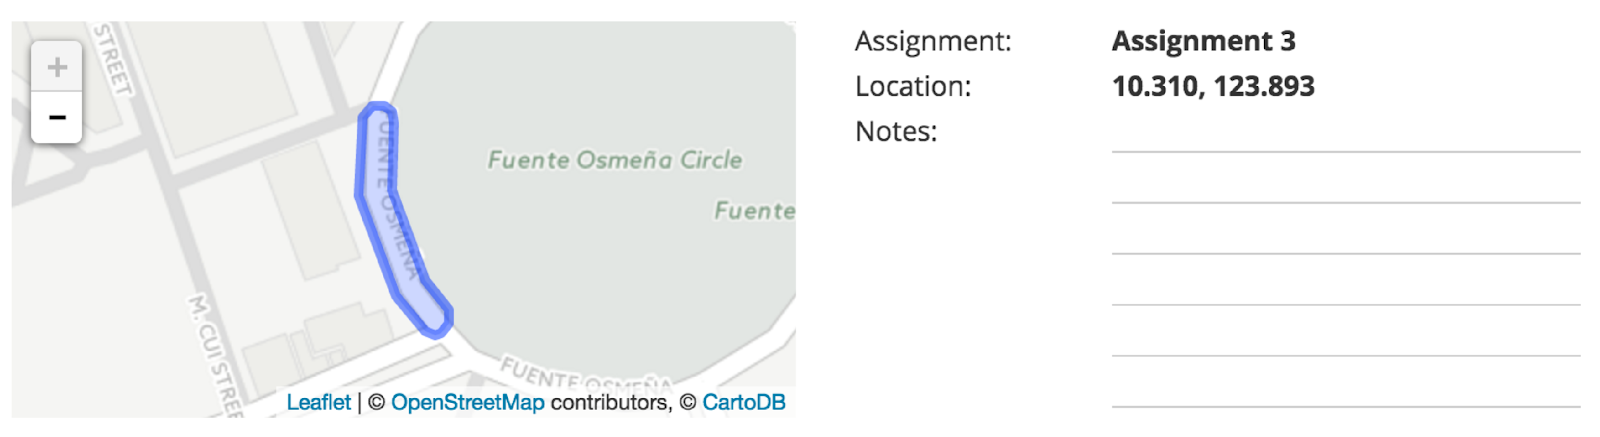 STREET
+
−
FUENTE OSMEÑA
Fuente Osmeña Circle
Fuente
M. CUI STREE
FUENTE OSMEÑA
Leaflet | © OpenStreetMap contributors, © CartoDB
Assignment: Assignment 3
Location: 10.310, 123.893
Notes: